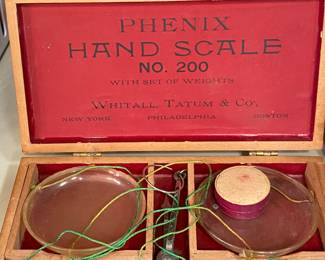 PHENIX
HAND SCALE
NO. 200
WITH SET OF WEIGHTS
WHITALL, TATUM & CO.,
NEW YORK PHILADELPHIA BOSTON